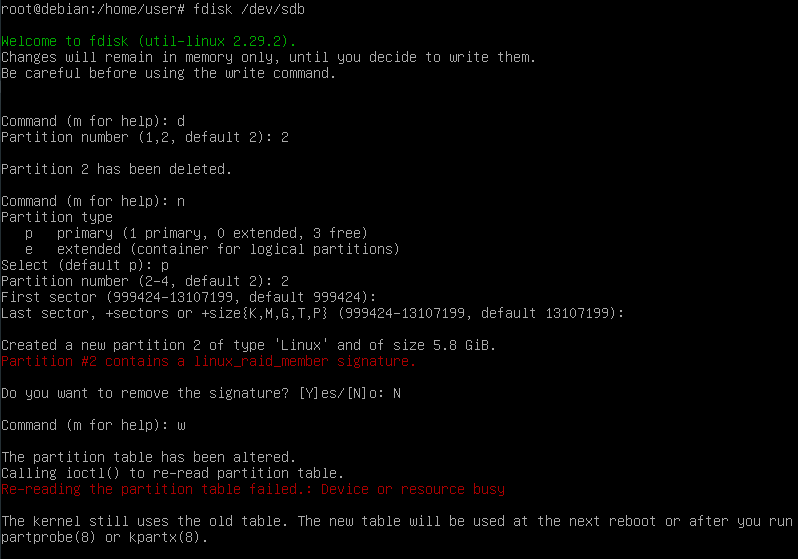 root@debian:/home/user# fdisk /dev/sdb
Welcome to fdisk (util-linux 2.29.2).
Changes will remain in memory only, until you decide to write them.
Be careful before using the write command.
Command (m for help): d
Partition number (1,2, default 2): 2
Partition 2 has been deleted.
Command (m for help): n
Partition type
   p   primary (1 primary, 0 extended, 3 free)
   e   extended (container for logical partitions)
Select (default p): p
Partition number (2-4, default 2): 2
First sector (999424-13107199, default 999424):
Last sector, +sectors or +size{K,M,G,T,P} (999424-13107199, default 13107199):
Created a new partition 2 of type 'Linux' and of size 5.8 GiB.
Partition #2 contains a linux_raid_member signature.
Do you want to remove the signature? [Y]es/[N]o: N
Command (m for help): w
The partition table has been altered.
Calling ioctl() to re-read partition table.
Re-reading the partition table failed.: Device or resource busy
The kernel still uses the old table. The new table will be used at the next reboot or after you run
partprobe(8) or kpartx(8).